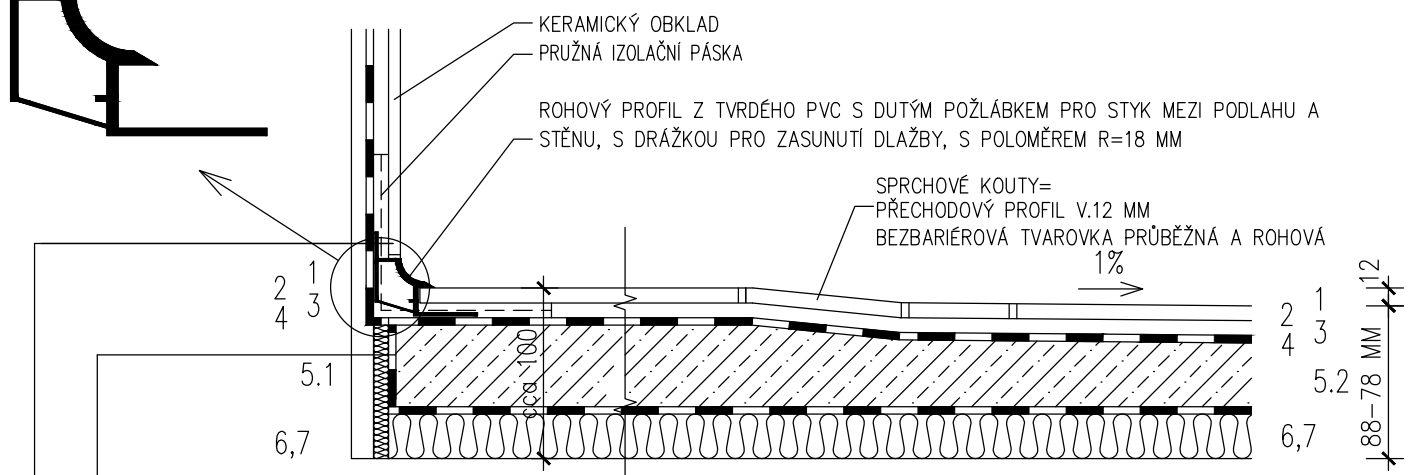 KERAMICKÝ OBKLAD
PRUŽNÁ IZOLAČNÍ PÁSKA
ROHOVÝ PROFIL Z TVRDÉHO PVC S DUTÝM POŽLÁBKEM PRO STYK MEZI PODLAHU A
STĚNU, S DRÁŽKOU PRO ZASUNUTÍ DLAŽBY, S POLOMĚREM R=18 MM
SPRCHOVÉ KOUTY=
PŘECHODOVÝ PROFIL V.12 MM
BEZBARIÉROVÁ TVAROVKA PRŮBĚŽNÁ A ROHOVÁ
1%
12
1
2
3
4
5.1
6,7
cca 100
1
2
3
4
5.2
6,7
88-78 MM